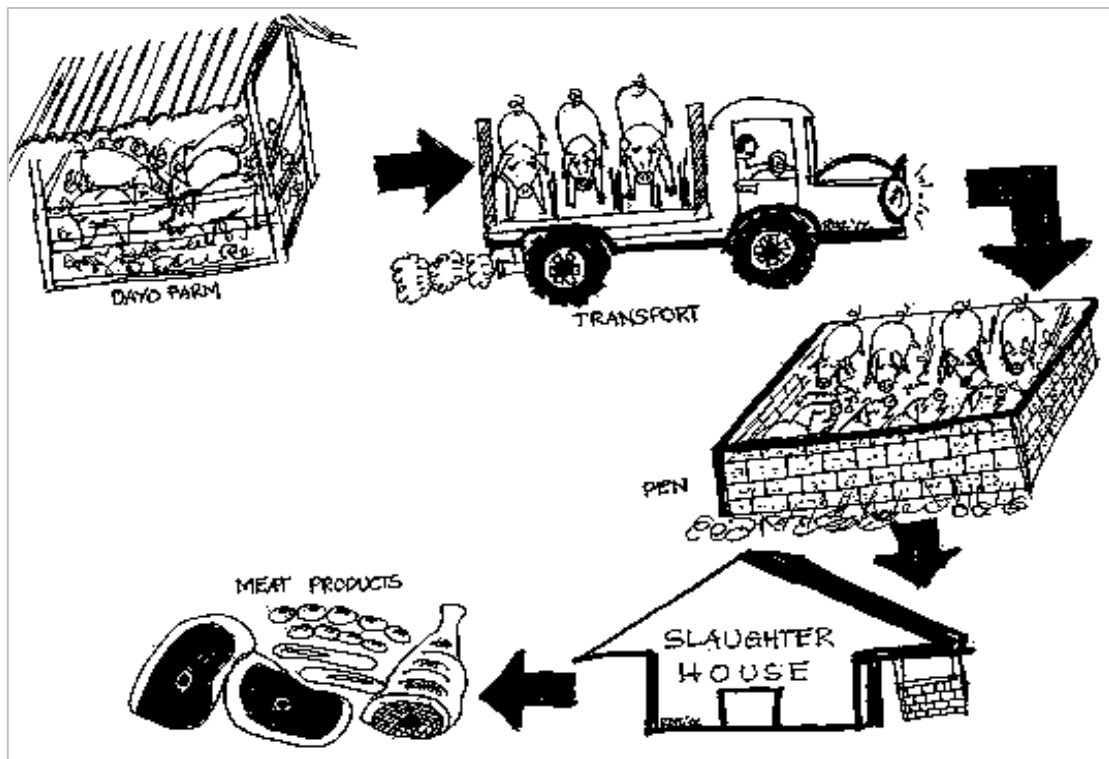 DAYO FARM
TRANSPORT
PEN
SLAUGHTER
HOUSE
MEAT PRODUCTS